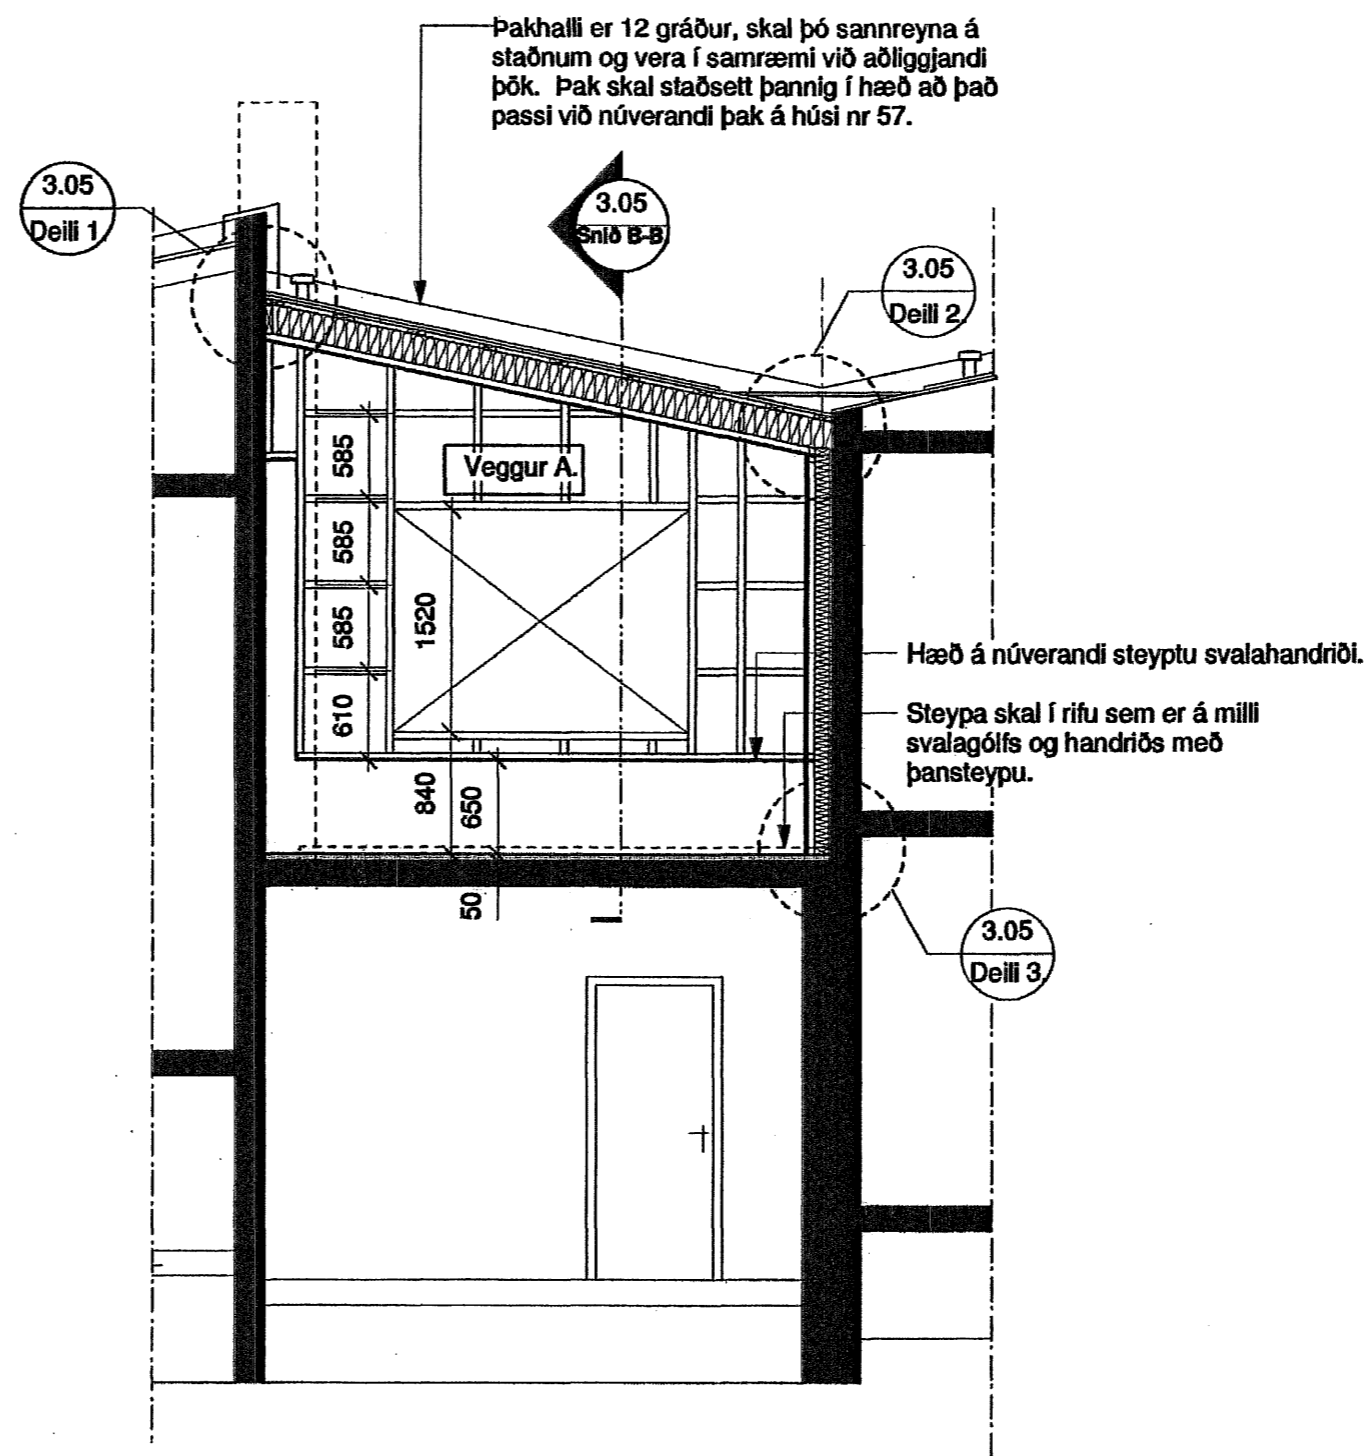 Þakhalli er 12 gráður, skal þó sannreyna á
staðnum og vera í samræmi við aðliggjandi
þök. Þak skal staðsett þannig í hæð að það
passi við núverandi þak á húsi nr 57.
3.05
Deili 1.
3.05
Snið B-B.
3.05
Deili 2.
Veggur A.
585
585
585
610
1520
840
650
50
Hæð á núverandi steyptu svalahandriði.
Steypa skal í rifu sem er á milli
svalagólfs og handriðs með
þansteypu.
3.05
Deili 3.